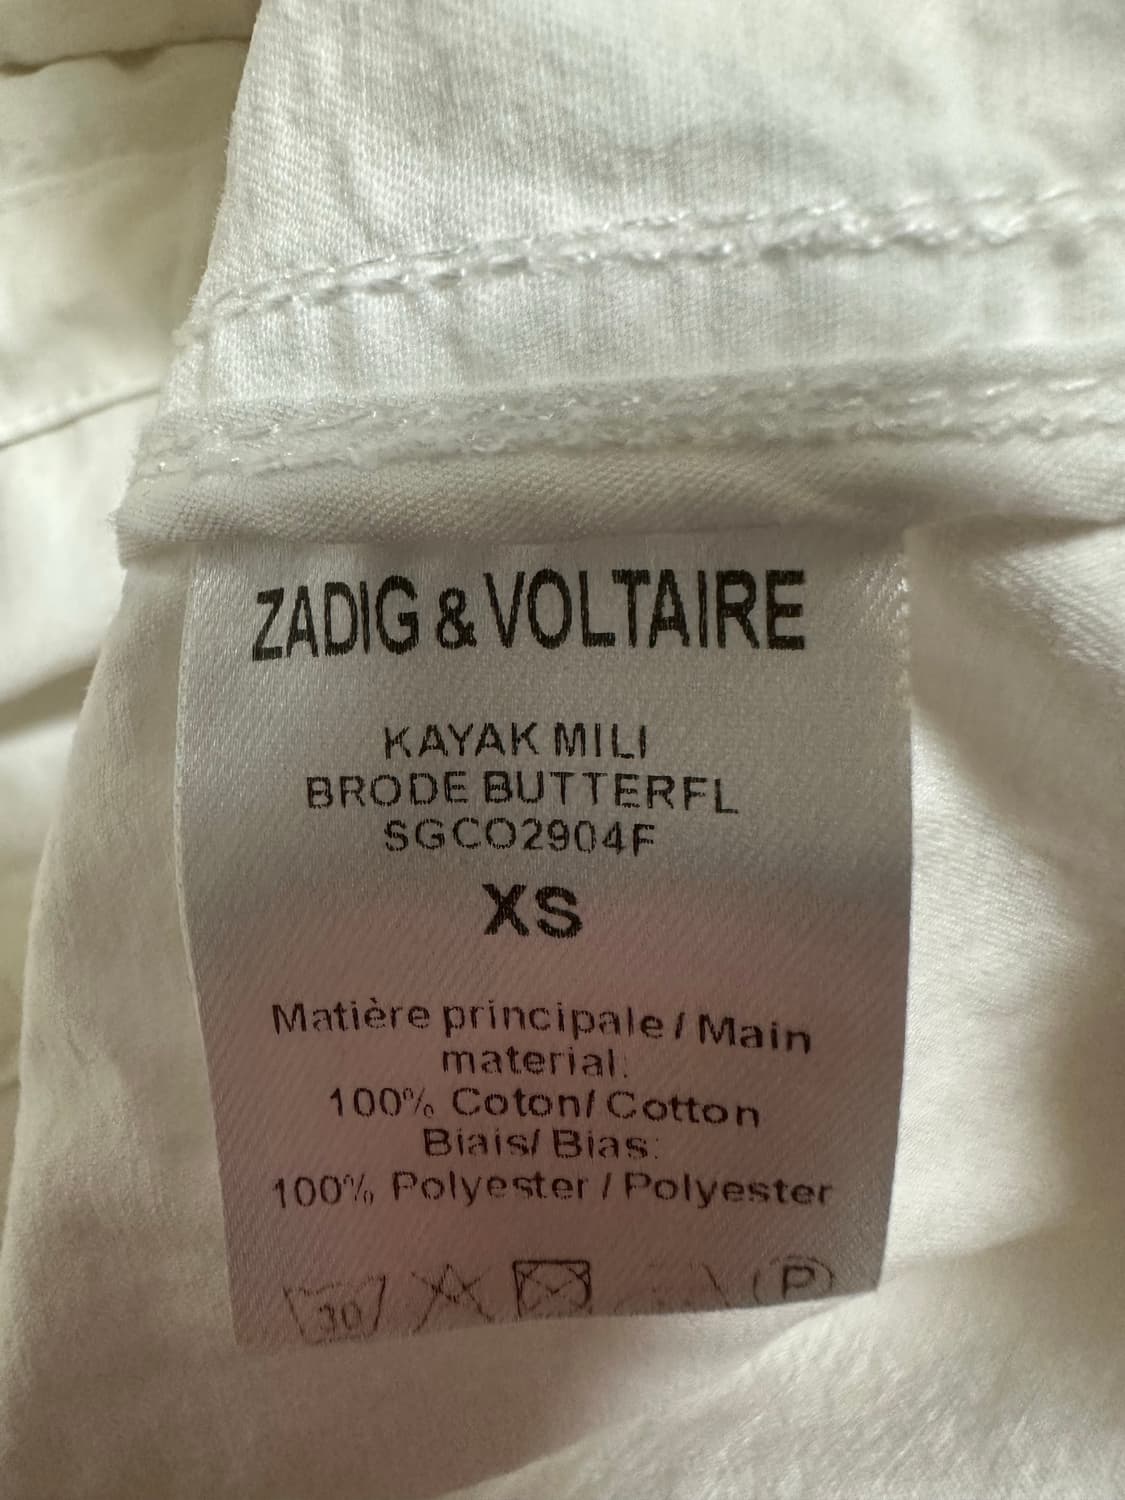 ZADIG & VOLTAIRE
KAYAK MILI
BRODE BUTTERFL
SGCO2904F
XS
Matière principale / Main
material:
100% Coton/ Cotton
Biais/ Bias:
100% Polyester / Polyester
30
P